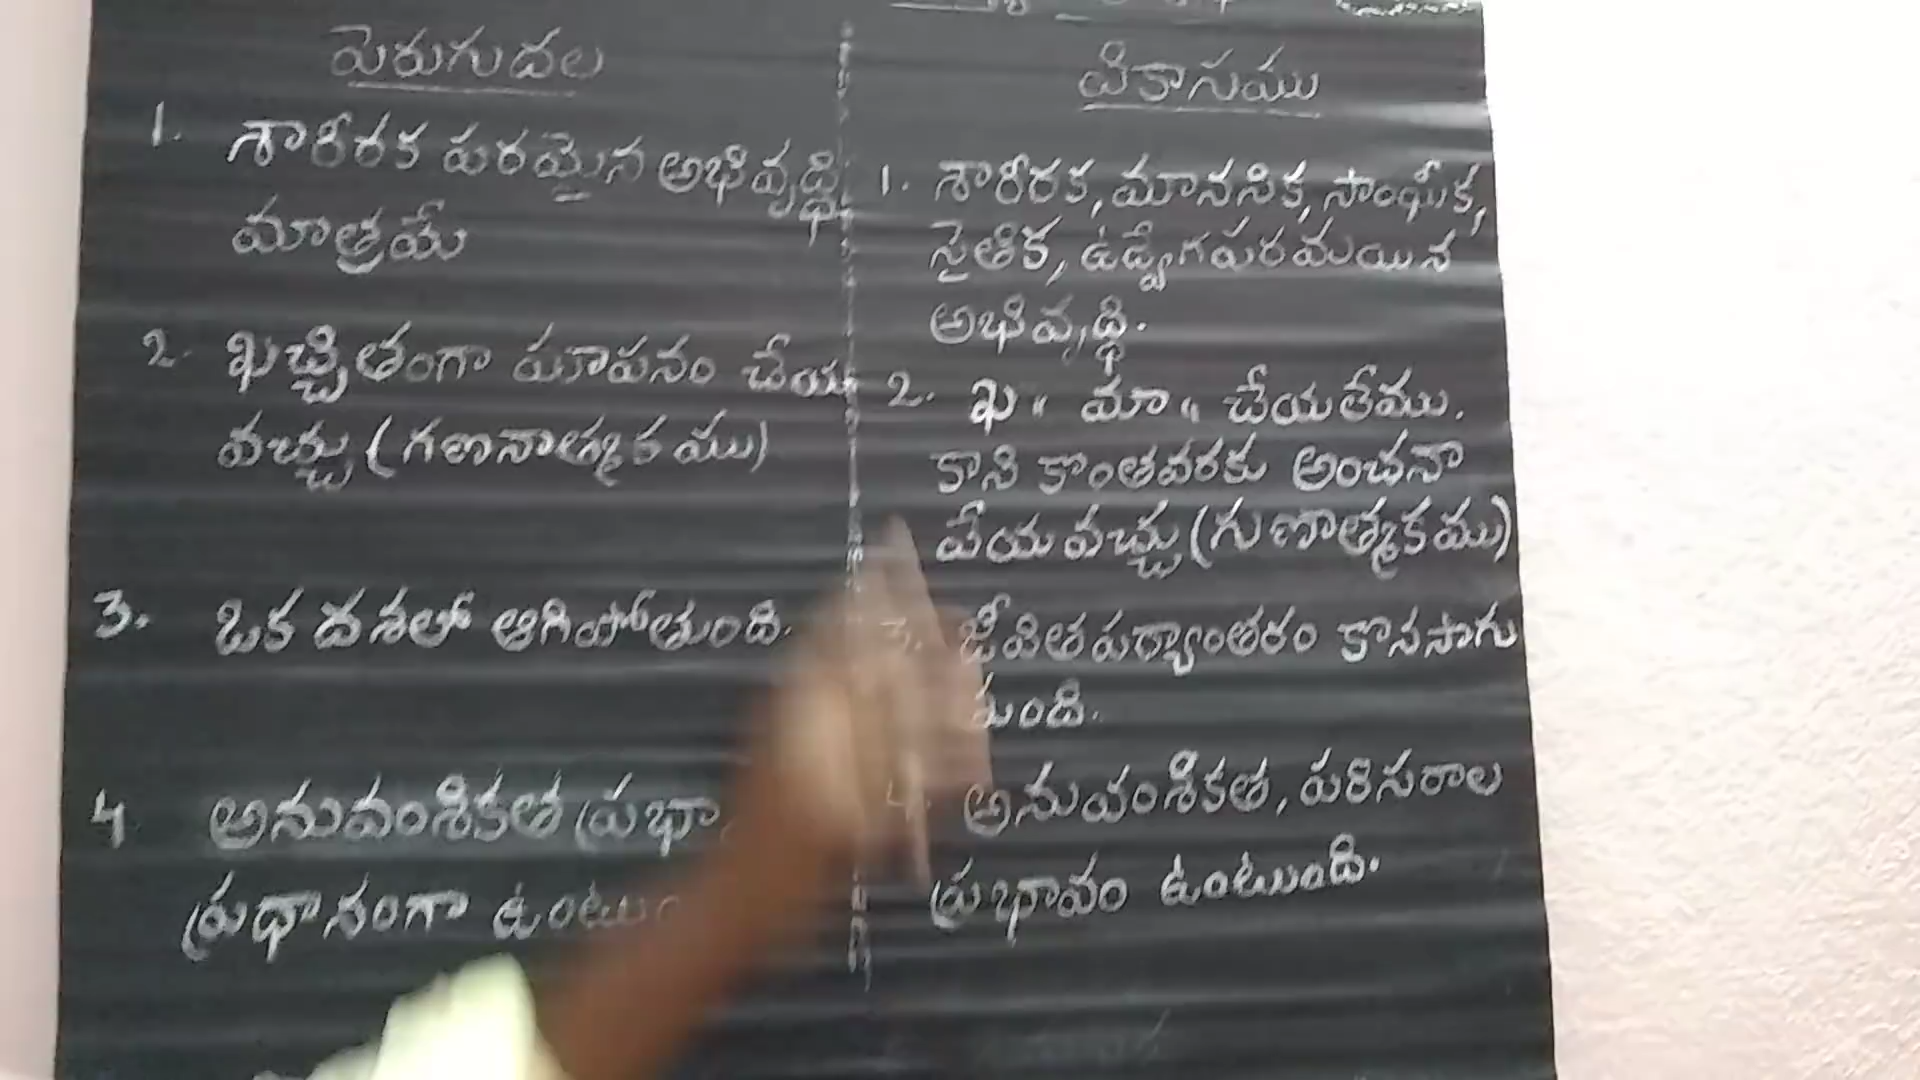 పెరుగుదల
1. శారీరక పరమైన అభివృద్ధి
మాత్రమే
2. ఖచ్చితంగా మాపనం చేయ
వచ్చు (గణనాత్మకము)
3. ఒక దశలో ఆగిపోతుంది.
4 అనువంశికత
ప్రధానంగా
వికాసము
1. శారీరక, మానసిక, సాంఘీక,
నైతిక, ఉద్వేగపరమయిన
అభివృద్ధి.
2. ఖ " మా " చేయలేము.
కాని కొంతవరకు అంచనా
వేయవచ్చు (గుణాత్మకము)
3. జీవితపర్యాంతరం కొనసాగు
తుంది.
4. అనువంశికత, పరిసరాల
ప్రభావం ఉంటుంది.